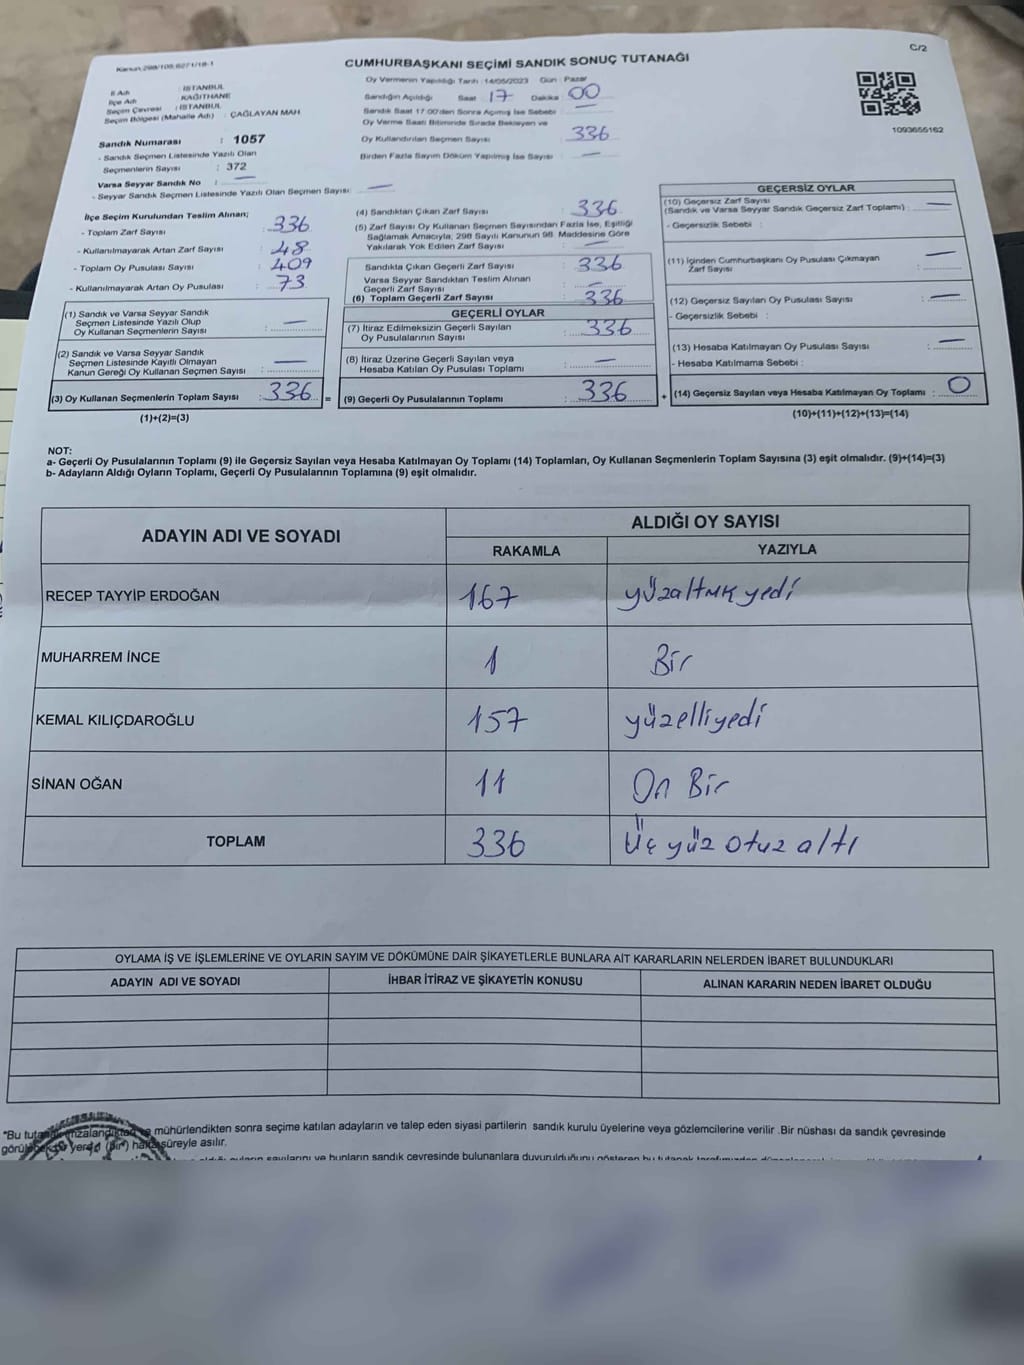 C/2
Kanun:298/109,6271/18-1
CUMHURBAŞKANI SEÇİMİ SANDIK SONUÇ TUTANAĞI
İl Adı : İSTANBUL
İlçe Adı : KAĞITHANE
Seçim Çevresi : İSTANBUL
Seçim Bölgesi (Mahalle Adı) : ÇAĞLAYAN MAH
Oy Vermenin Yapıldığı Tarih :14/05/2023 Gün : Pazar
Sandığın Açıldığı Saat 17 Dakika 00
Sandık Saat 17:00'den Sonra Açılmış İse Sebebi : —
Oy Verme Saati Bitiminde Sırada Bekleyen ve
Oy Kullandırılan Seçmen Sayısı : 336
Birden Fazla Sayım Döküm Yapılmış İse Sayısı : —
1093655162
Sandık Numarası : 1057
- Sandık Seçmen Listesinde Yazılı Olan
Seçmenlerin Sayısı : 372
Varsa Seyyar Sandık No : —
- Seyyar Sandık Seçmen Listesinde Yazılı Olan Seçmen Sayısı: —
İlçe Seçim Kurulundan Teslim Alınan;
- Toplam Zarf Sayısı : 336
- Kullanılmayarak Artan Zarf Sayısı : 48
- Toplam Oy Pusulası Sayısı : 409
- Kullanılmayarak Artan Oy Pusulası : 73
(1) Sandık ve Varsa Seyyar Sandık
Seçmen Listesinde Yazılı Olup
Oy Kullanan Seçmenlerin Sayısı : —
(2) Sandık ve Varsa Seyyar Sandık
Seçmen Listesinde Kayıtlı Olmayan
Kanun Gereği Oy Kullanan Seçmen Sayısı : —
(3) Oy Kullanan Seçmenlerin Toplam Sayısı : 336 =
(1)+(2)=(3)
(4) Sandıktan Çıkan Zarf Sayısı : 336
(5) Zarf Sayısı Oy Kullanan Seçmen Sayısından Fazla İse, Eşitliği
Sağlamak Amacıyla, 298 Sayılı Kanunun 98. Maddesine Göre
Yakılarak Yok Edilen Zarf Sayısı : —
Sandıkta Çıkan Geçerli Zarf Sayısı : 336
Varsa Seyyar Sandıktan Teslim Alınan
Geçerli Zarf Sayısı : —
(6) Toplam Geçerli Zarf Sayısı : 336
GEÇERLİ OYLAR
(7) İtiraz Edilmeksizin Geçerli Sayılan
Oy Pusulalarının Sayısı : 336
(8) İtiraz Üzerine Geçerli Sayılan veya
Hesaba Katılan Oy Pusulası Toplamı : —
(9) Geçerli Oy Pusulalarının Toplamı : 336 +
GEÇERSİZ OYLAR
(10) Geçersiz Zarf Sayısı
(Sandık ve Varsa Seyyar Sandık Geçersiz Zarf Toplamı) : —
- Geçersizlik Sebebi :
(11) İçinden Cumhurbaşkanı Oy Pusulası Çıkmayan
Zarf Sayısı : —
(12) Geçersiz Sayılan Oy Pusulası Sayısı : —
- Geçersizlik Sebebi :
(13) Hesaba Katılmayan Oy Pusulası Sayısı : —
- Hesaba Katılmama Sebebi :
(14) Geçersiz Sayılan veya Hesaba Katılmayan Oy Toplamı : 0
(10)+(11)+(12)+(13)=(14)
NOT:
a- Geçerli Oy Pusulalarının Toplamı (9) ile Geçersiz Sayılan veya Hesaba Katılmayan Oy Toplamı (14) Toplamları, Oy Kullanan Seçmenlerin Toplam Sayısına (3) eşit olmalıdır. (9)+(14)=(3)
b- Adayların Aldığı Oyların Toplamı, Geçerli Oy Pusulalarının Toplamına (9) eşit olmalıdır.
ADAYIN ADI VE SOYADI ALDIĞI OY SAYISI
RAKAMLA YAZIYLA
RECEP TAYYİP ERDOĞAN 167 yüzaltmışyedi
MUHARREM İNCE 1 Bir
KEMAL KILIÇDAROĞLU 157 yüzelliyedi
SİNAN OĞAN 11 On Bir
TOPLAM 336 Üç yüz otuz altı
OYLAMA İŞ VE İŞLEMLERİNE VE OYLARIN SAYIM VE DÖKÜMÜNE DAİR ŞİKAYETLERLE BUNLARA AİT KARARLARIN NELERDEN İBARET BULUNDUKLARI
ADAYIN ADI VE SOYADI İHBAR İTİRAZ VE ŞİKAYETİN KONUSU ALINAN KARARIN NEDEN İBARET OLDUĞU
*Bu mühürlendikten sonra seçime katılan adayların ve talep eden siyasi partilerin sandık kurulu üyelerine veya gözlemcilerine verilir .Bir nüshası da sandık çevresinde
yerde (Bir) hafta süreyle asılır.